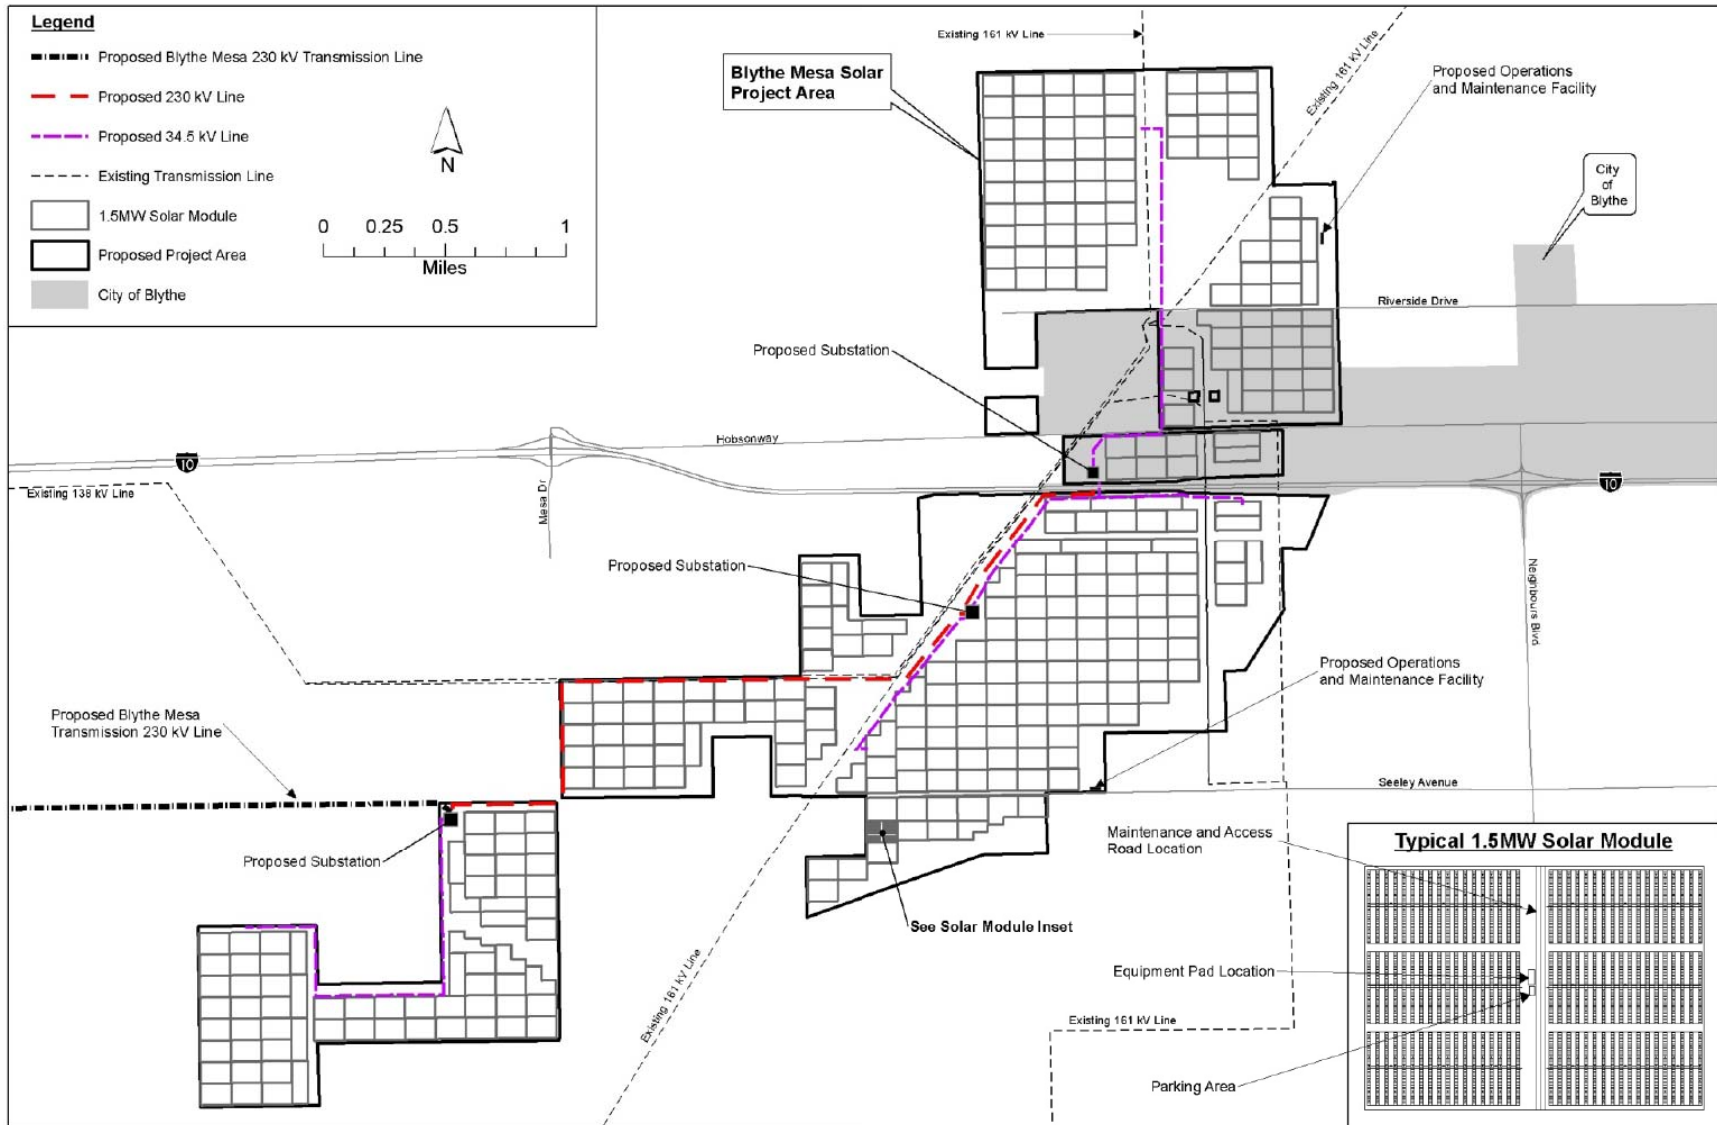 Legend
Proposed Blythe Mesa 230 kV Transmission Line
Proposed 230 kV Line
Proposed 34.5 kV Line
Existing Transmission Line
1.5MW Solar Module
Proposed Project Area
City of Blythe
N
0 0.25 0.5 1
Miles
Existing 161 kV Line
Existing 161 kV Line
Blythe Mesa Solar
Project Area
Proposed Operations
and Maintenance Facility
City
of
Blythe
Riverside Drive
Proposed Substation
Hobsonway
10
Existing 138 kV Line
Mesa Dr
10
Proposed Substation
Neighbours Blvd
Proposed Operations
and Maintenance Facility
Proposed Blythe Mesa
Transmission 230 kV Line
Seeley Avenue
Proposed Substation
See Solar Module Inset
Existing 161 kV Line
Existing 161 kV Line
Typical 1.5MW Solar Module
Maintenance and Access
Road Location
Equipment Pad Location
Parking Area